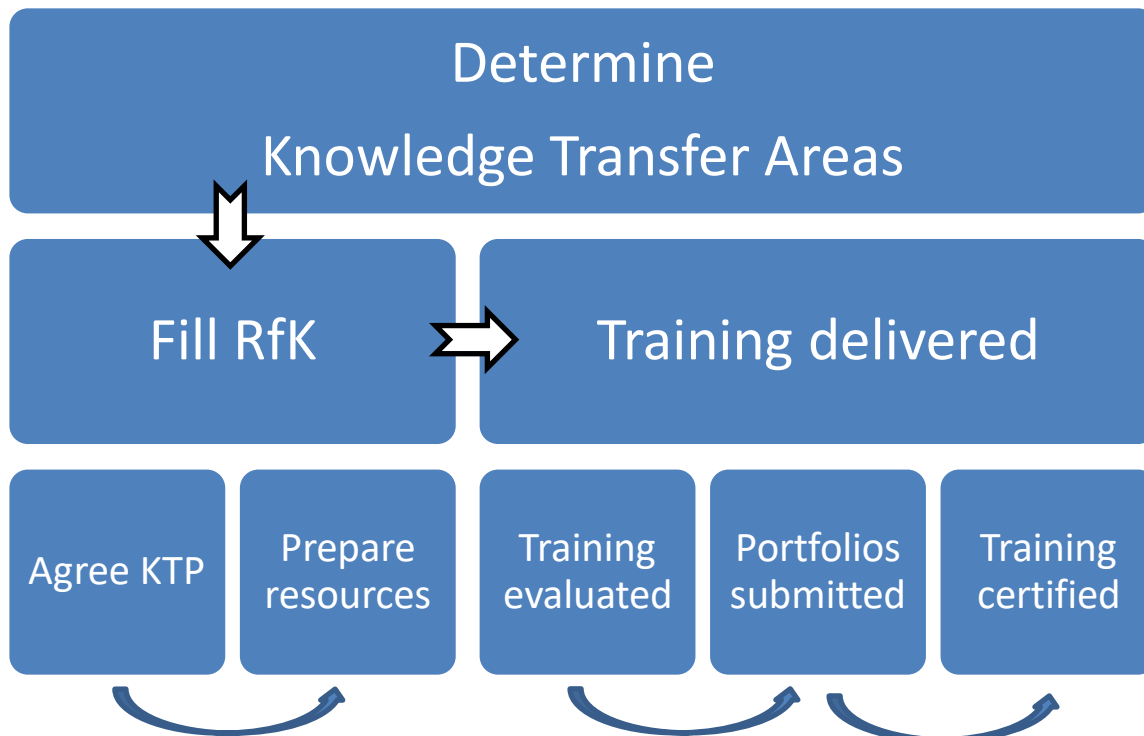 Determine
Knowledge Transfer Areas
Fill RfK
Training delivered
Agree KTP
Prepare
resources
Training
evaluated
Portfolios
submitted
Training
certified